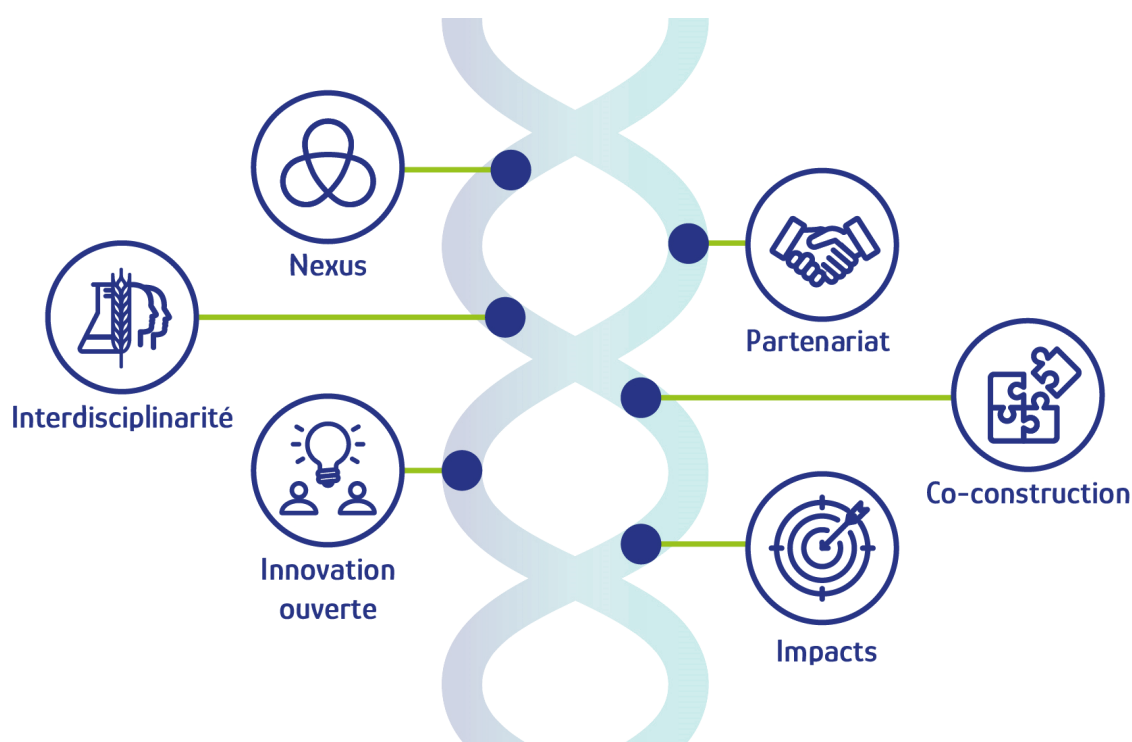 Nexus
Partenariat
Interdisciplinarité
Co-construction
Innovation
ouverte
Impacts